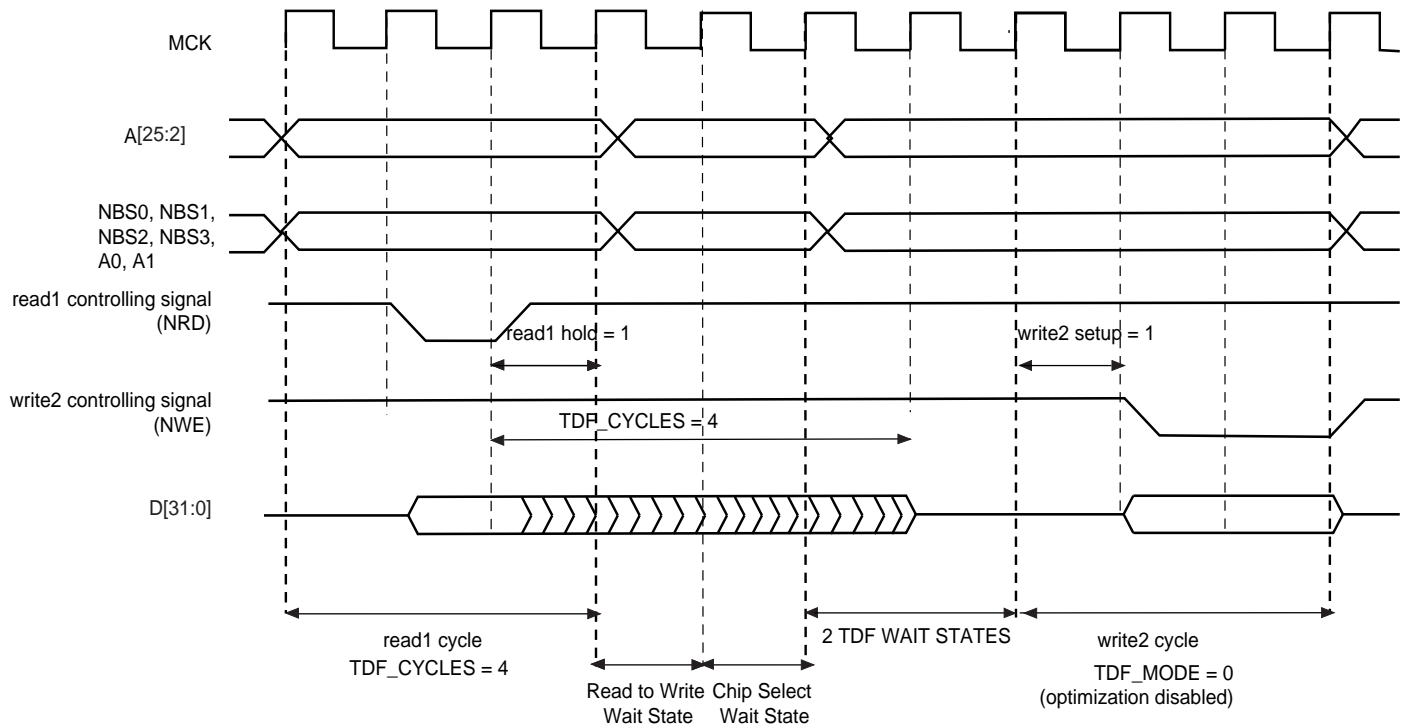 MCK
A[25:2]
NBS0, NBS1,
NBS2, NBS3,
A0, A1
read1 controlling signal
(NRD)
read1 hold = 1
write2 setup = 1
write2 controlling signal
(NWE)
TDF_CYCLES = 4
D[31:0]
read1 cycle
TDF_CYCLES = 4
2 TDF WAIT STATES
write2 cycle
TDF_MODE = 0
(optimization disabled)
Read to Write
Wait State
Chip Select
Wait State